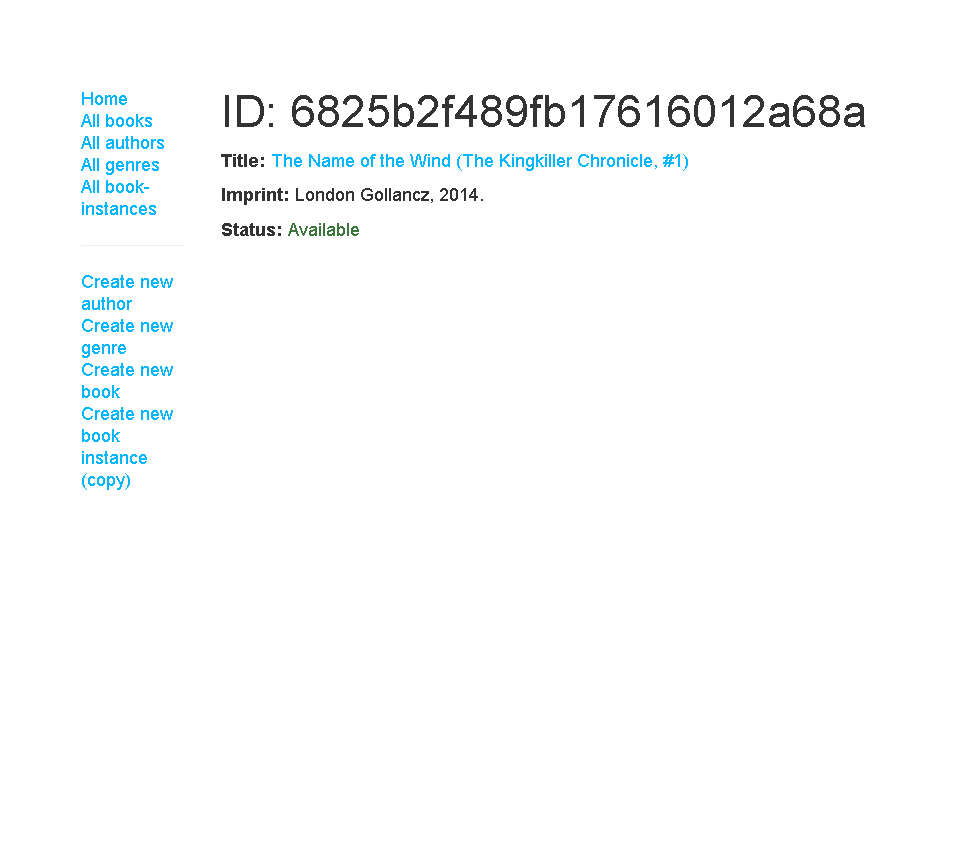 Home
All books
All authors
All genres
All book-
instances
Create new
author
Create new
genre
Create new
book
Create new
book
instance
(copy)
ID: 6825b2f489fb17616012a68a
Title: The Name of the Wind (The Kingkiller Chronicle, #1)
Imprint: London Gollancz, 2014.
Status: Available